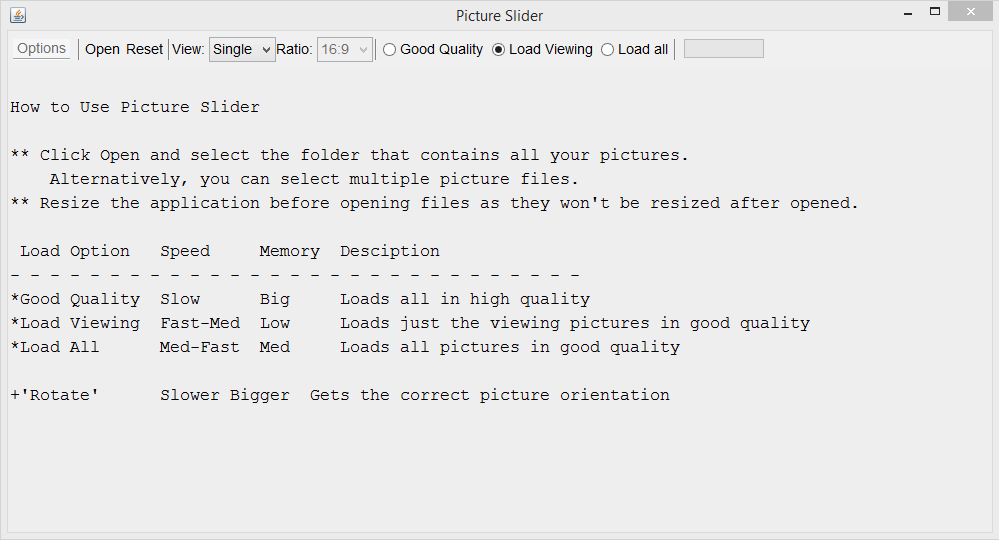 Picture Slider
Options Open Reset View: Single Ratio: 16:9 Good Quality Load Viewing Load all
How to Use Picture Slider
** Click Open and select the folder that contains all your pictures.
Alternatively, you can select multiple picture files.
** Resize the application before opening files as they won't be resized after opened.
Load Option Speed Memory Desciption
- - - - - - - - - - - - - - - - - - - - - - - - - - - - -
*Good Quality Slow Big Loads all in high quality
*Load Viewing Fast-Med Low Loads just the viewing pictures in good quality
*Load All Med-Fast Med Loads all pictures in good quality
+'Rotate' Slower Bigger Gets the correct picture orientation